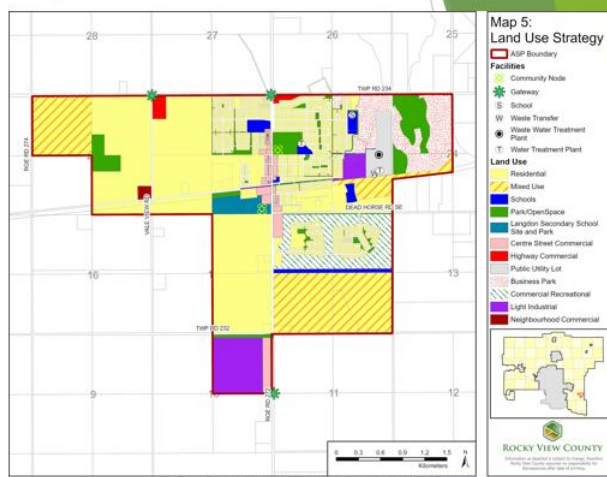 Map 5:
Land Use Strategy
ASP Boundary
Facilities
Community Node
Gateway
S School
W Waste Transfer
Waste Water Treatment
Plant
T Water Treatment Plant
Land Use
Residential
Mixed Use
Schools
Park/OpenSpace
Langdon Secondary School
Site and Park
Centre Street Commercial
Highway Commercial
Public Utility Lot
Business Park
Commercial Recreational
Light Industrial
Neighbourhood Commercial
ROCKY VIEW COUNTY
28
27
26
25
TWP RD 234
RGE RD 274
24
VALE VIEW RD
DEAD HORSE RD SE
16
13
TWP RD 232
9
RGE RD 272
11
12
0 0.3 0.6 0.9 1.2 1.5
Kilometers
N